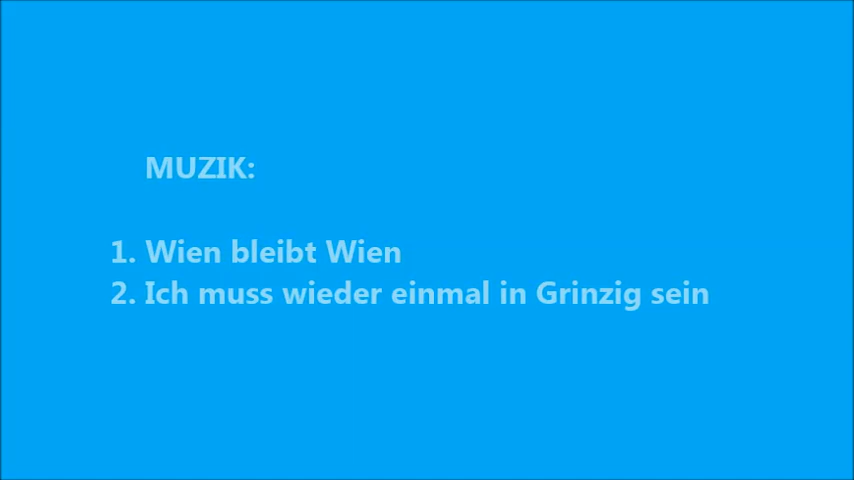 MUZIK:
1. Wien bleibt Wien
2. Ich muss wieder einmal in Grinzig sein